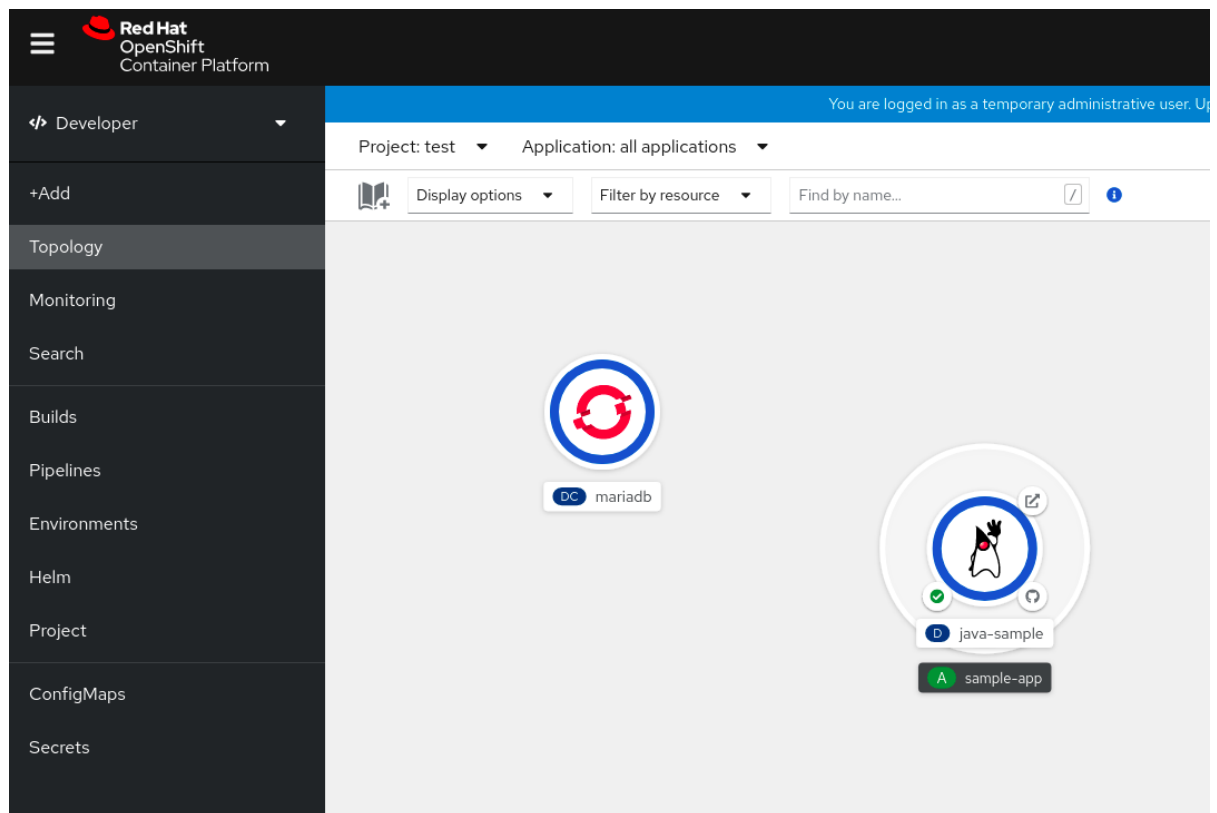 Red Hat
OpenShift
Container Platform
Developer
You are logged in as a temporary administrative user. Up
Project: test
Application: all applications
+Add
Display options
Filter by resource
Find by name...
/
Topology
Monitoring
Search
Builds
Pipelines
Environments
Helm
Project
ConfigMaps
Secrets
DC mariadb
D java-sample
A sample-app